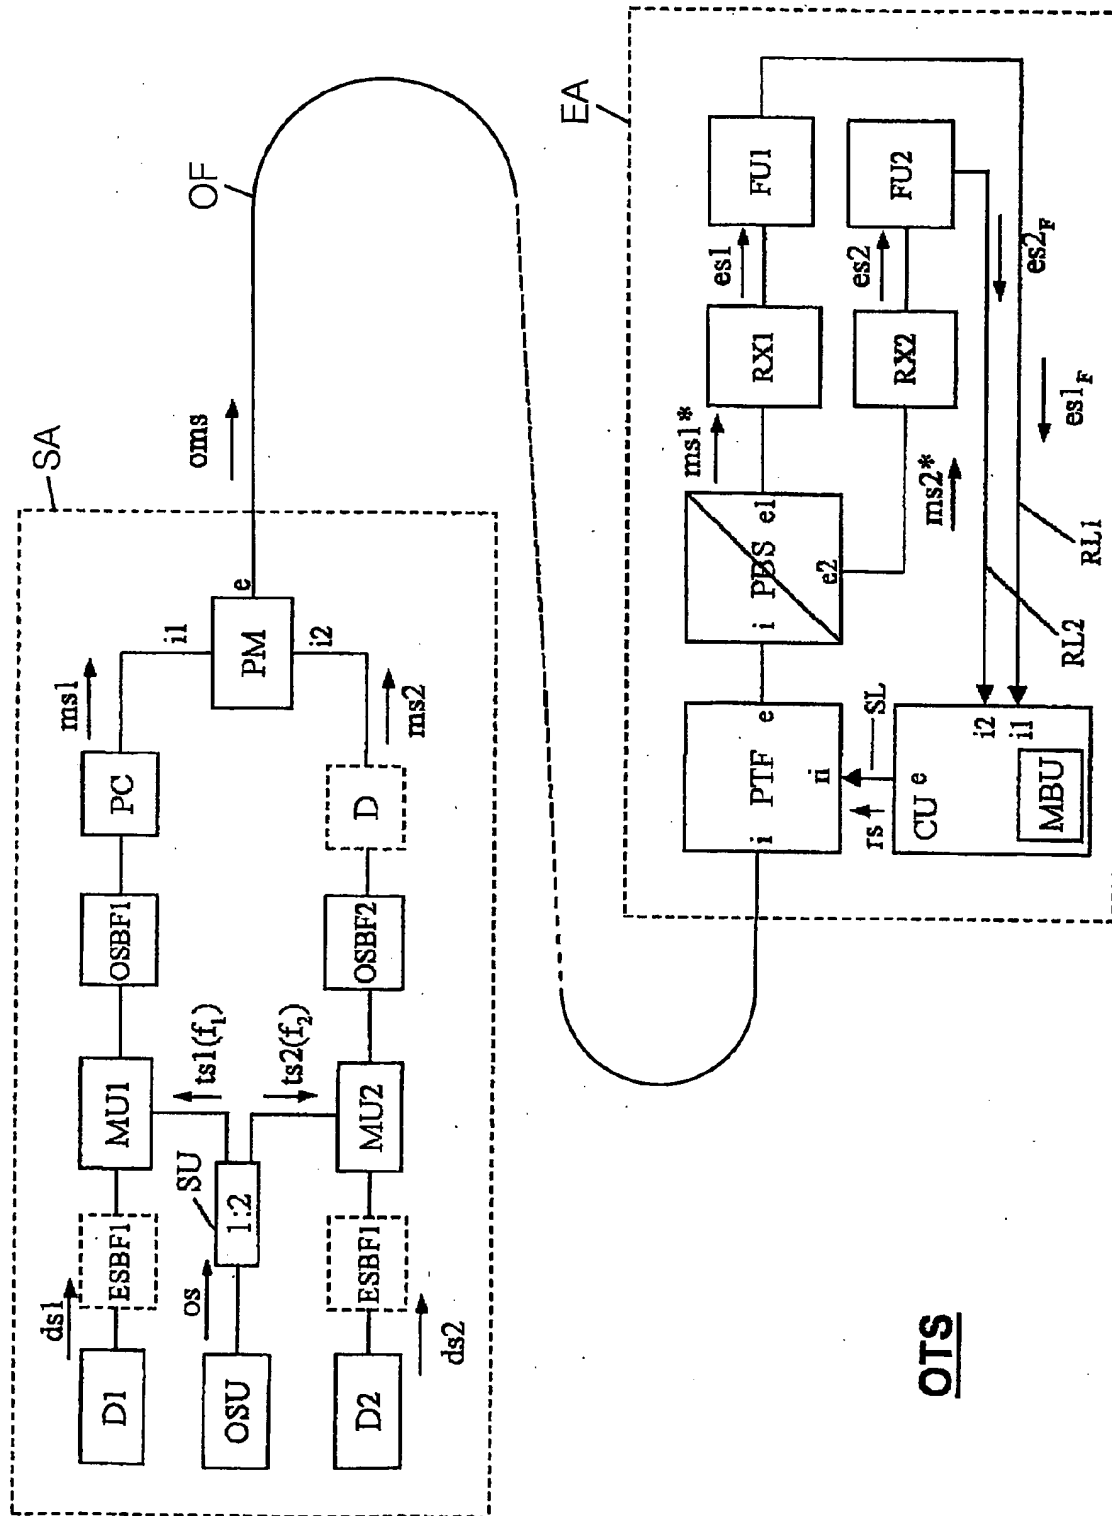 SA
ds1
D1
ESBF1
MU1
OSBF1
PC
ms1
i1
ts1(f₁)
SU
os
OSU
1:2
ts2(f₂)
PM
e
i2
oms
OF
D2
ESBF1
MU2
OSBF2
D
ms2
ds2
EA
ms1*
es1
i
PTF
e
ri
i
PBS
e1
e2
RX1
FU1
es2
RX2
FU2
ms2*
rs
SL
CU
e
i2
i1
MBU
es2F
es1F
RL2
RL1
OTS